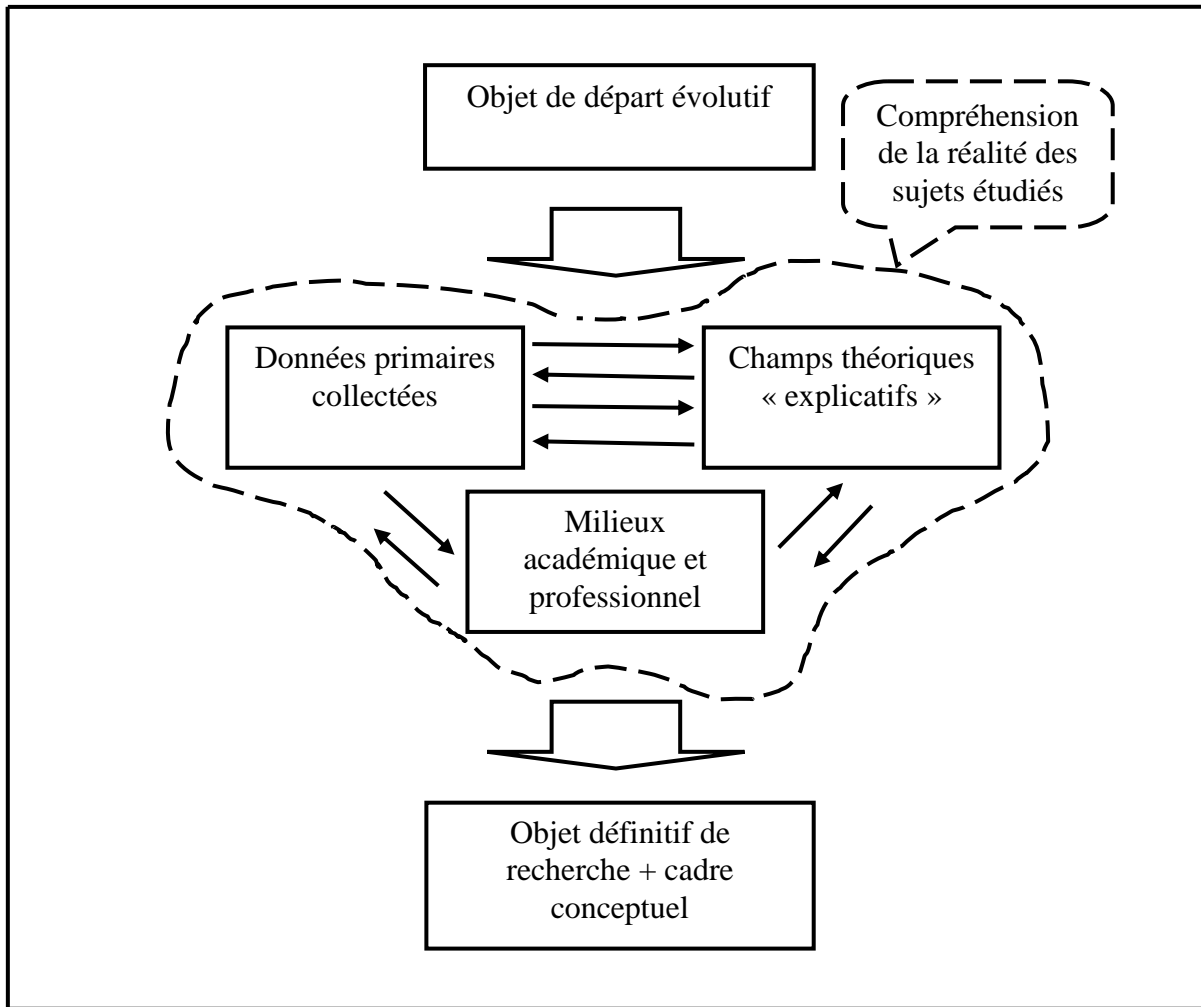 Objet de départ évolutif
Compréhension
de la réalité des
sujets étudiés
Données primaires
collectées
Champs théoriques
« explicatifs »
Milieux
académique et
professionnel
Objet définitif de
recherche + cadre
conceptuel